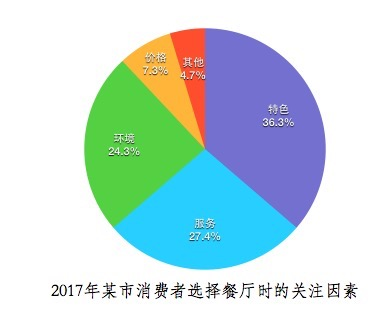 价格
7.3%
其他
4.7%
特色
36.3%
环境
24.3%
服务
27.4%
2017年某市消费者选择餐厅时的关注因素